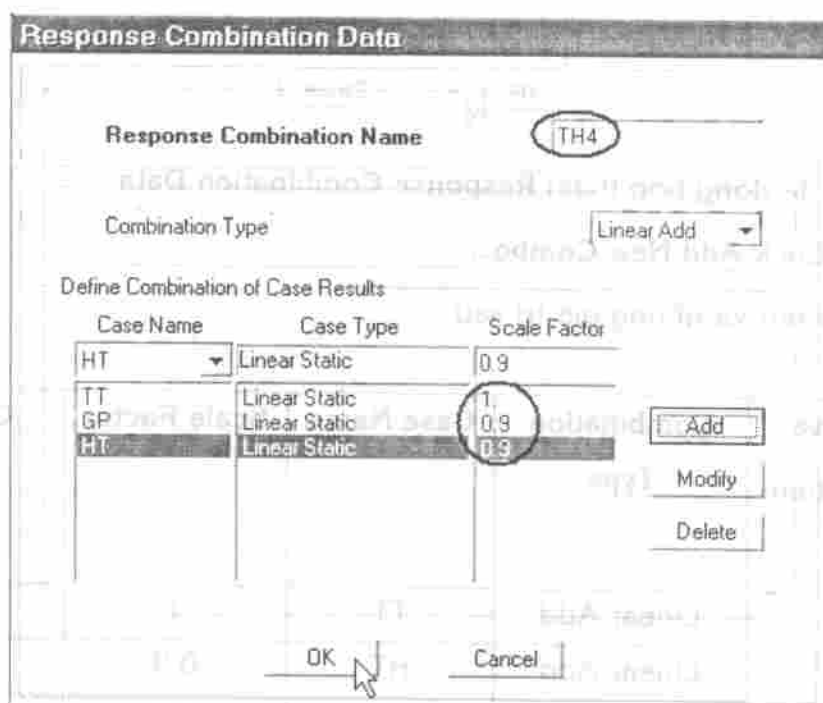 Response Combination Data
Response Combination Name TH4
Combination Type Linear Add
Define Combination of Case Results
Case Name Case Type Scale Factor
HT Linear Static 0.9
TT Linear Static 1.
GP Linear Static 0.9
HT Linear Static 0.9
Add
Modify
Delete
OK Cancel